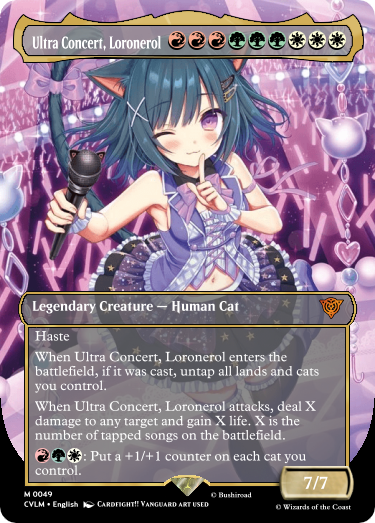 Ultra Concert, Loronerol
Legendary Creature — Human Cat
Haste
When Ultra Concert, Loronerol enters the
battlefield, if it was cast, untap all lands and cats
you control.
When Ultra Concert, Loronerol attacks, deal X
damage to any target and gain X life. X is the
number of tapped songs on the battlefield.
: Put a +1/+1 counter on each cat you
control.
7/7
M 0049
© Bushiroad
© Wizards of the Coast
CVLM • English CARDFIGHT!! VANGUARD ART USED